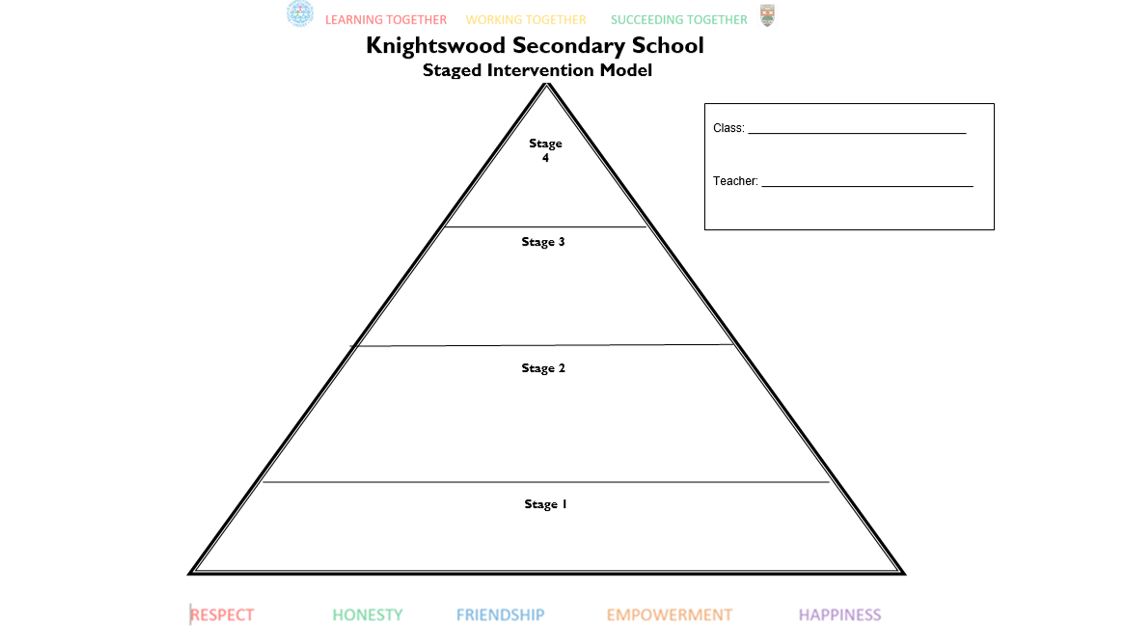 LEARNING TOGETHER WORKING TOGETHER SUCCEEDING TOGETHER
Knightswood Secondary School
Staged Intervention Model
Class:
Teacher:
Stage
4
Stage 3
Stage 2
Stage 1
RESPECT HONESTY FRIENDSHIP EMPOWERMENT HAPPINESS